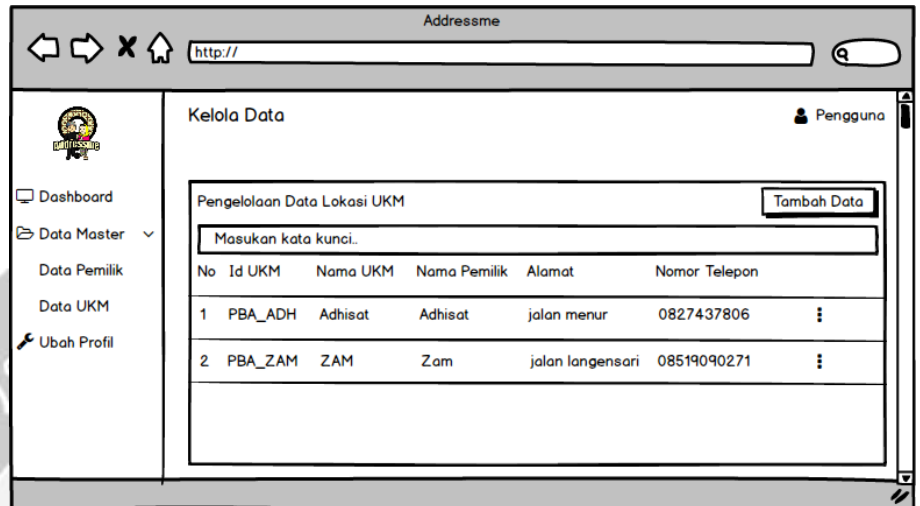 Addressme
http://
addressme
Kelola Data
Pengguna
Dashboard
Data Master
Data Pemilik
Data UKM
Ubah Profil
Pengelolaan Data Lokasi UKM
Tambah Data
Masukan kata kunci..
No Id UKM Nama UKM Nama Pemilik Alamat Nomor Telepon
1 PBA_ADH Adhisat Adhisat jalan menur 0827437806
2 PBA_ZAM ZAM Zam jalan langensari 08519090271